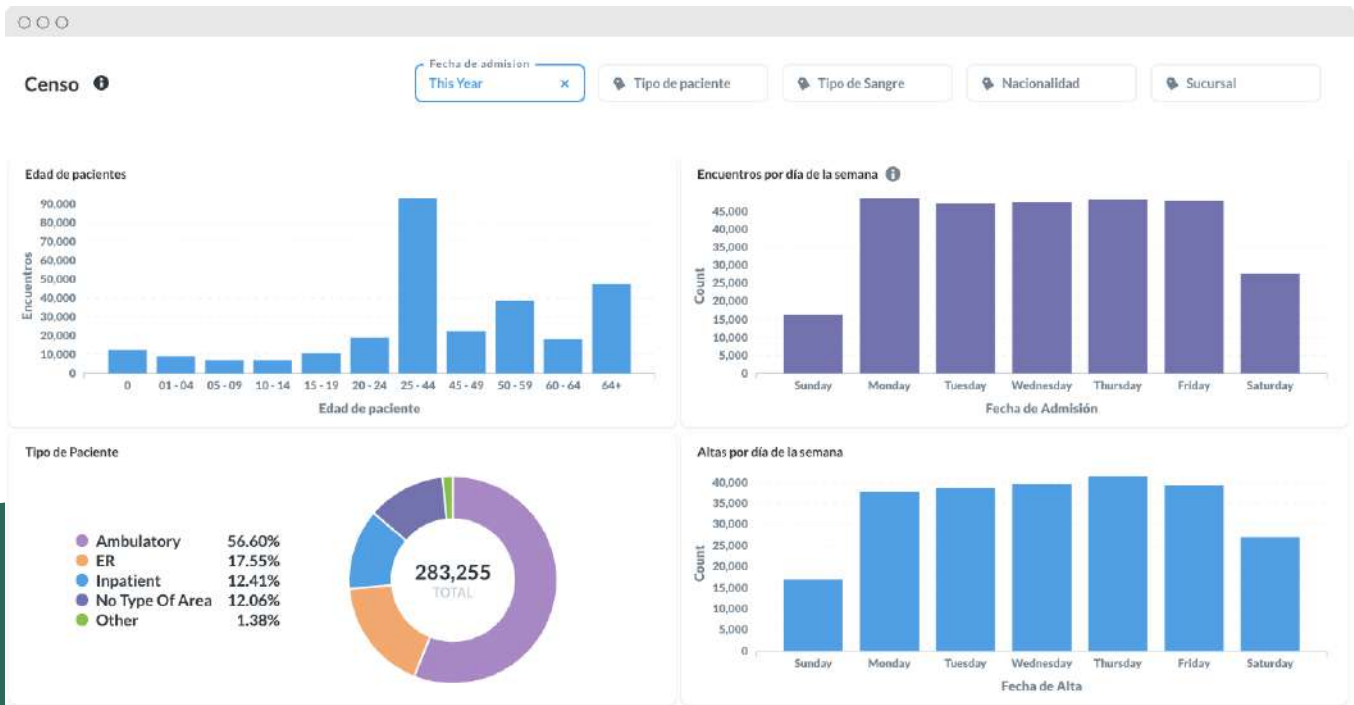 Censo
Fecha de admision
This Year ×
Tipo de paciente
Tipo de Sangre
Nacionalidad
Sucursal
Edad de pacientes
90,000
80,000
70,000
60,000
50,000
40,000
30,000
20,000
10,000
0
Encuentros
0 01 - 04 05 - 09 10 - 14 15 - 19 20 - 24 25 - 44 45 - 49 50 - 59 60 - 64 64+
Edad de paciente
Encuentros por día de la semana
45,000
40,000
35,000
30,000
25,000
20,000
15,000
10,000
5,000
0
Count
Sunday Monday Tuesday Wednesday Thursday Friday Saturday
Fecha de Admisión
Tipo de Paciente
Ambulatory 56.60%
ER 17.55%
Inpatient 12.41%
No Type Of Area 12.06%
Other 1.38%
283,255
TOTAL
Altas por día de la semana
40,000
35,000
30,000
25,000
20,000
15,000
10,000
5,000
0
Count
Sunday Monday Tuesday Wednesday Thursday Friday Saturday
Fecha de Alta